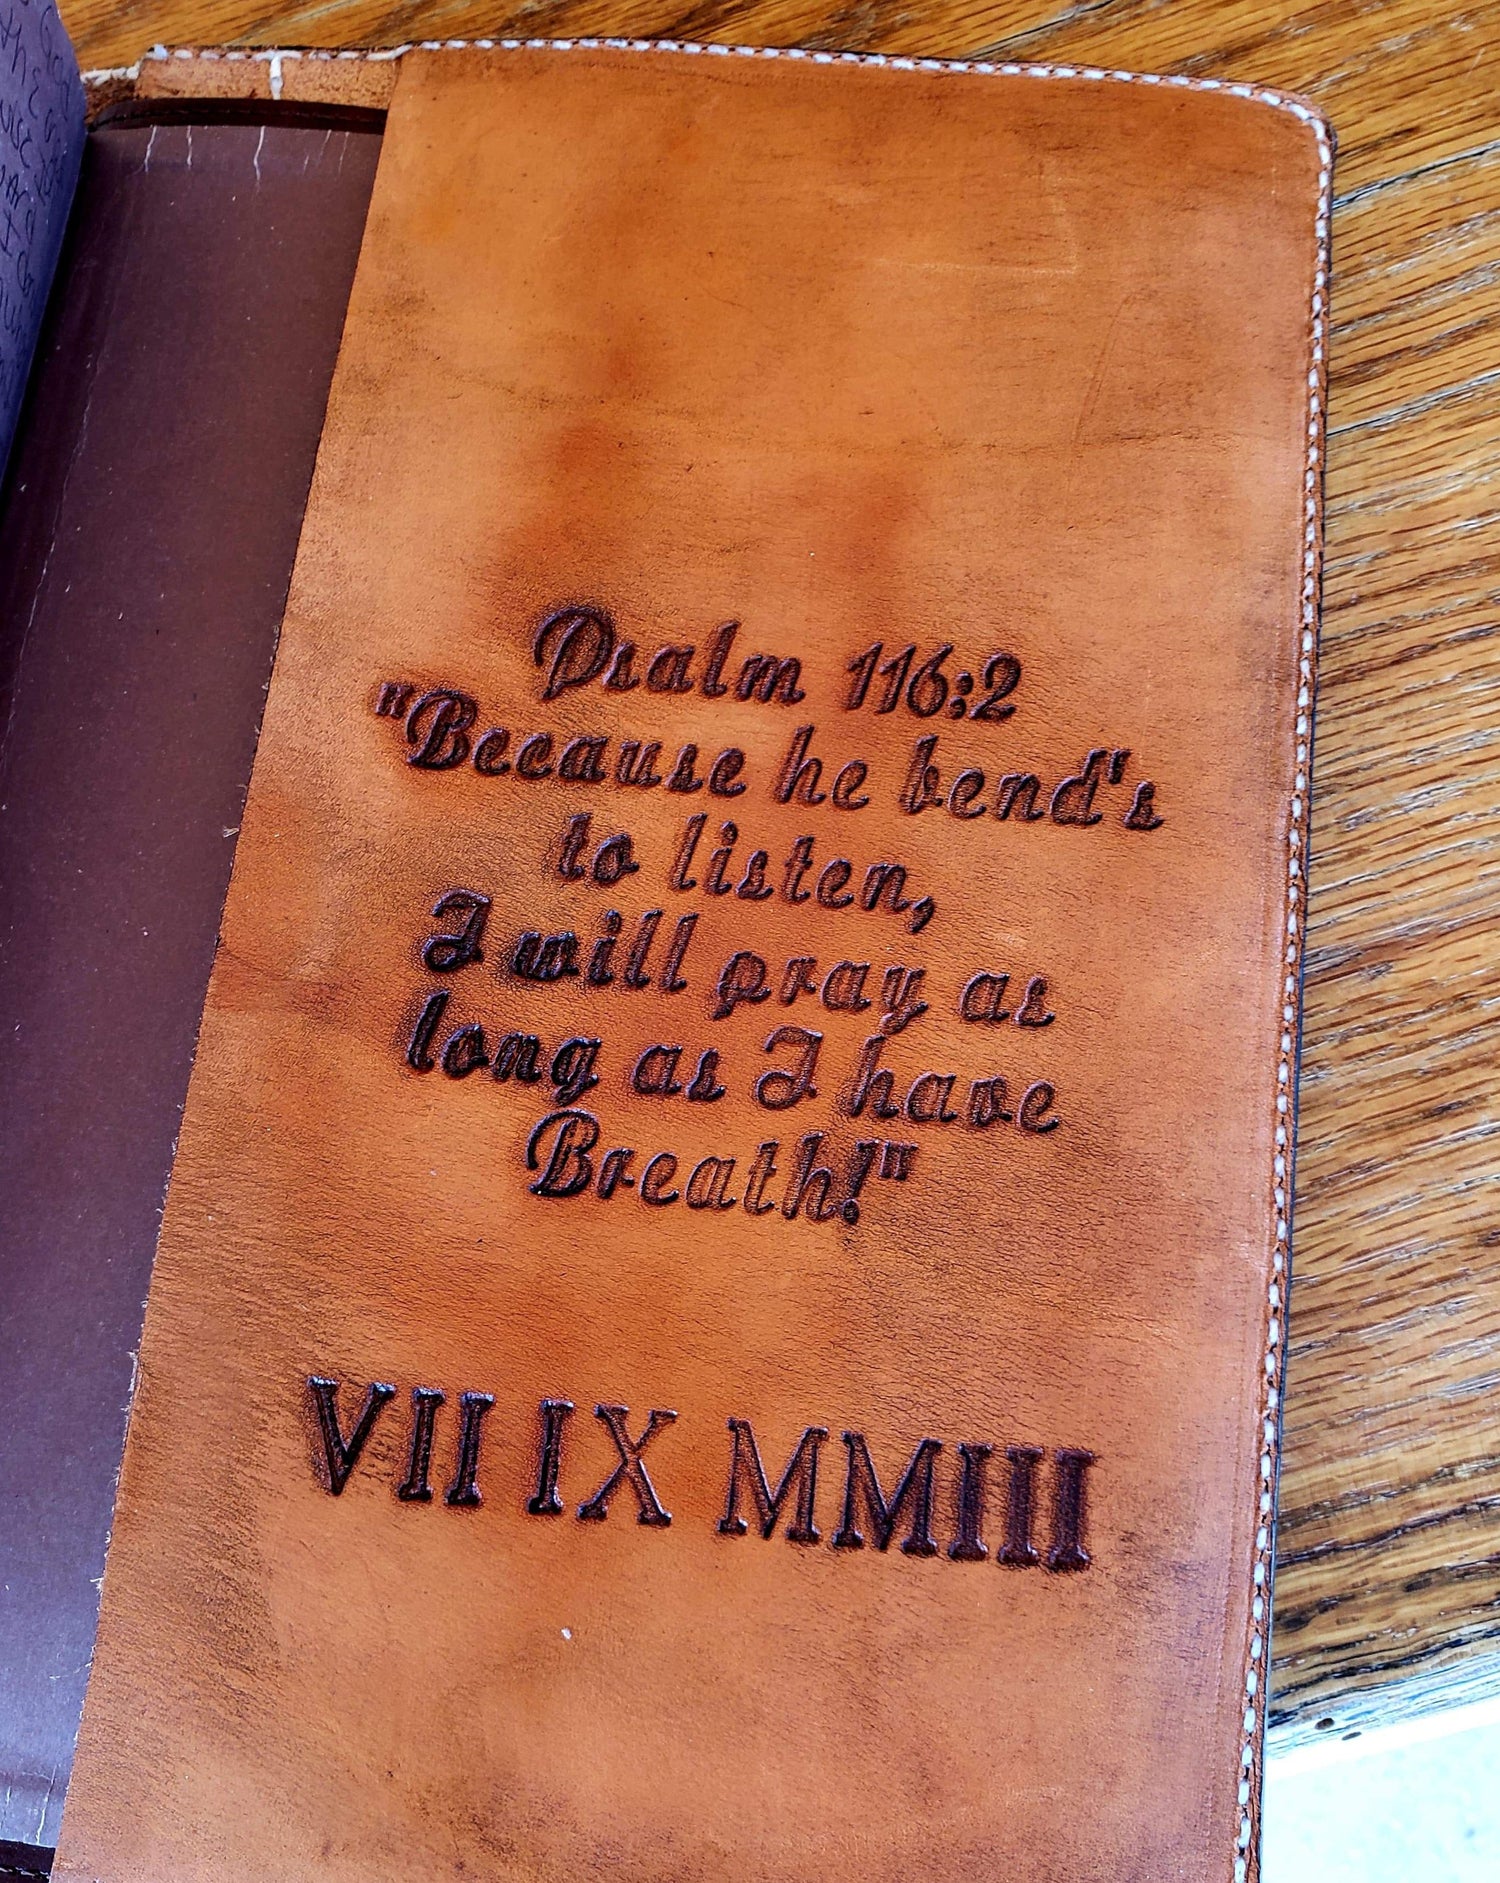 Psalm 116:2
"Because he bend's
to listen,
I will pray as
long as I have
Breath!"
VII IX MMIII